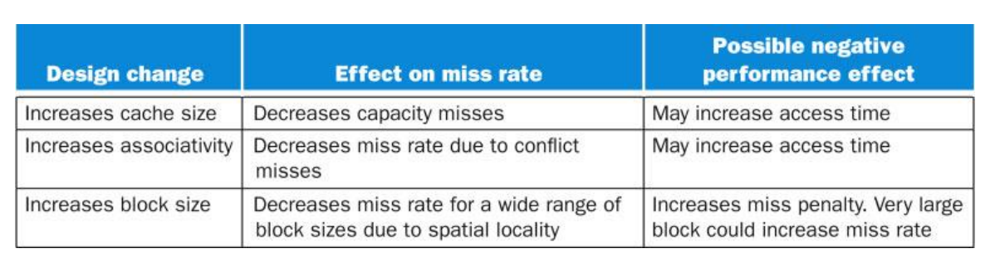 Design change
Effect on miss rate
Possible negative
performance effect
Increases cache size
Decreases capacity misses
May increase access time
Increases associativity
Decreases miss rate due to conflict
misses
May increase access time
Increases block size
Decreases miss rate for a wide range of
block sizes due to spatial locality
Increases miss penalty. Very large
block could increase miss rate